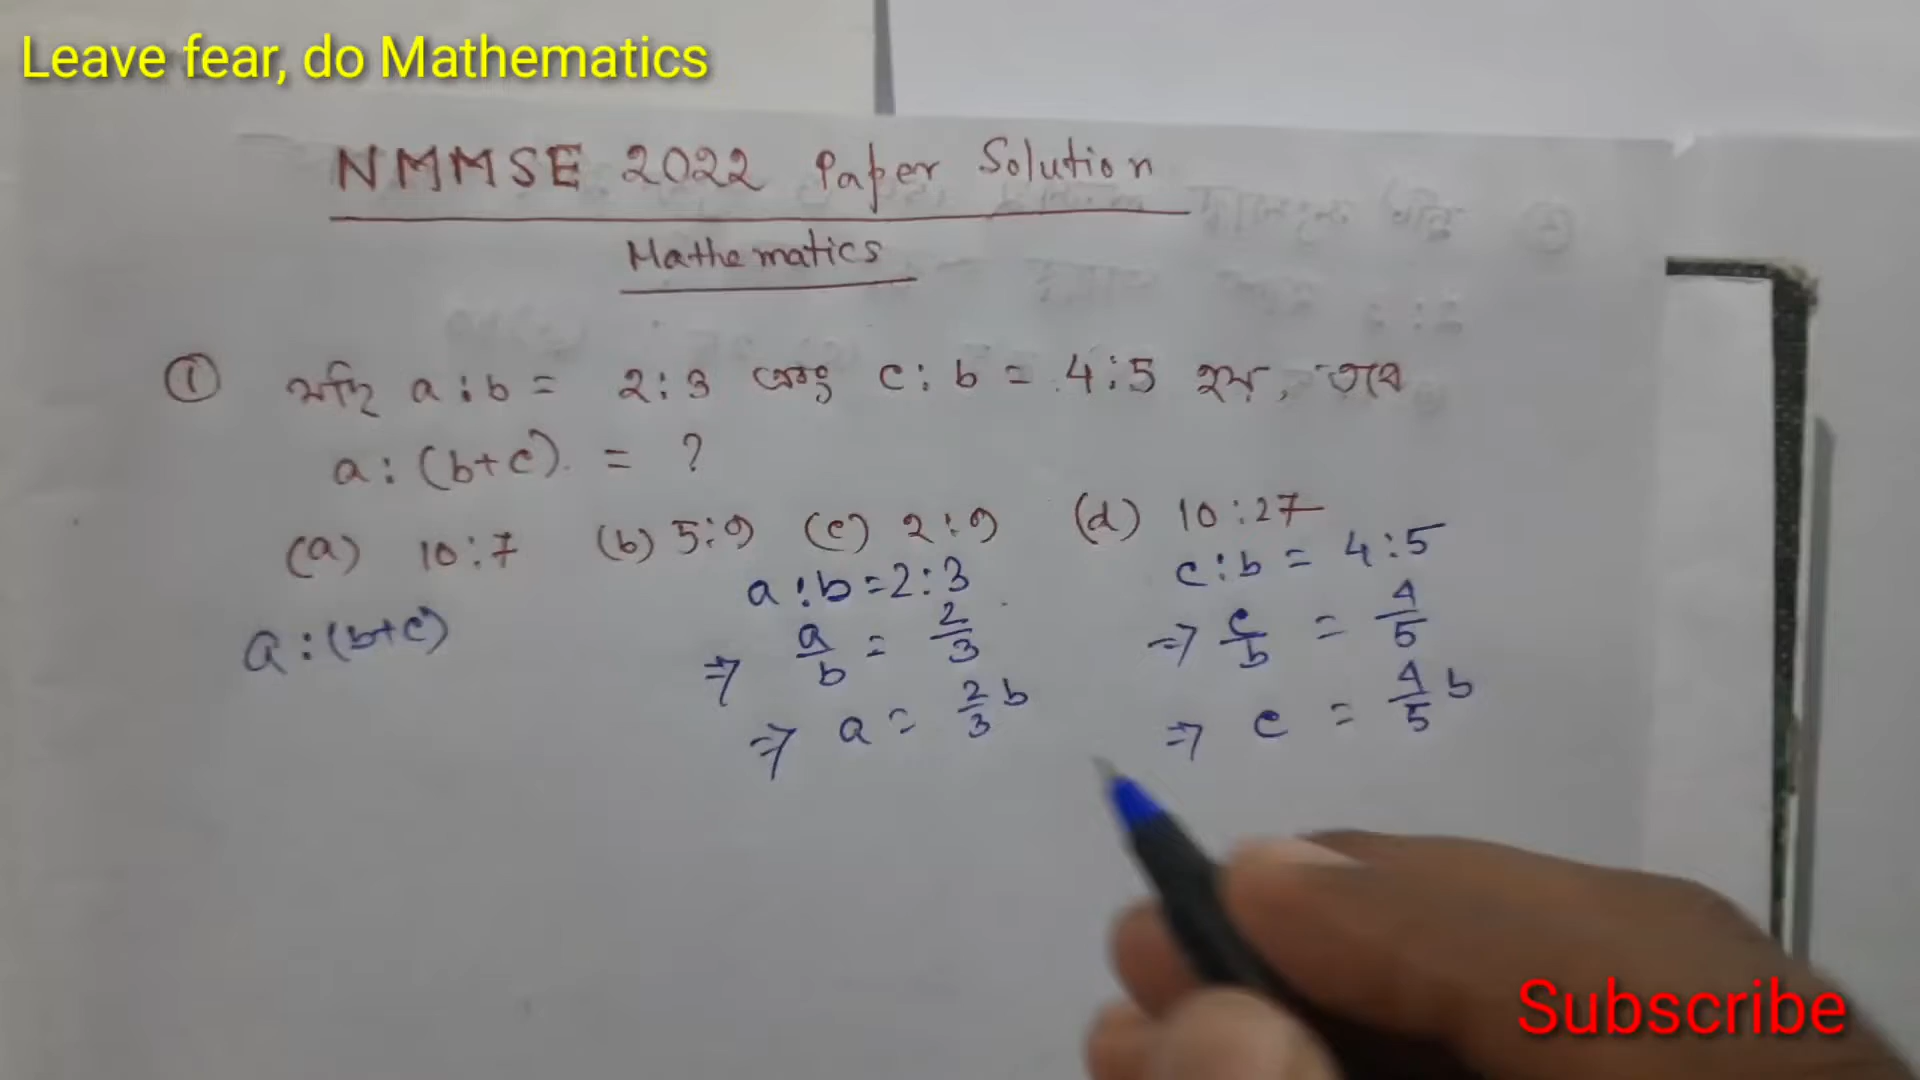 Leave fear, do Mathematics
NMMSE 2022 Paper Solution
Mathematics
① যদি a : b = 2 : 3 এবং c : b = 4 : 5 হয়, তবে
a : (b+c) = ?
(a) 10 : 7 (b) 5 : 9 (c) 2 : 9 (d) 10 : 27
a : (b+c)
a : b = 2 : 3
⇒ a/b = 2/3
⇒ a = 2/3 b
c : b = 4 : 5
⇒ c/b = 4/5
⇒ c = 4/5 b
Subscribe